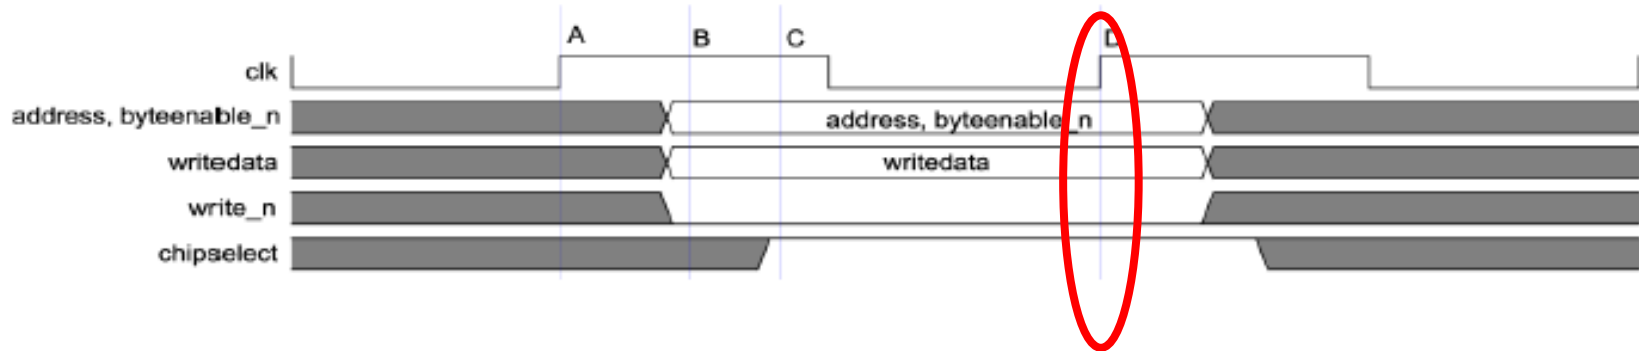 A B C D
clk
address, byteenable_n address, byteenable_n
writedata writedata
write_n
chipselect